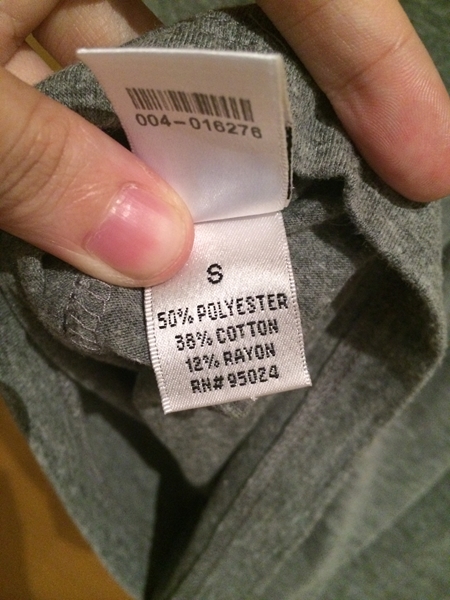 004-016276
S
50% POLYESTER
38% COTTON
12% RAYON
RN#95024